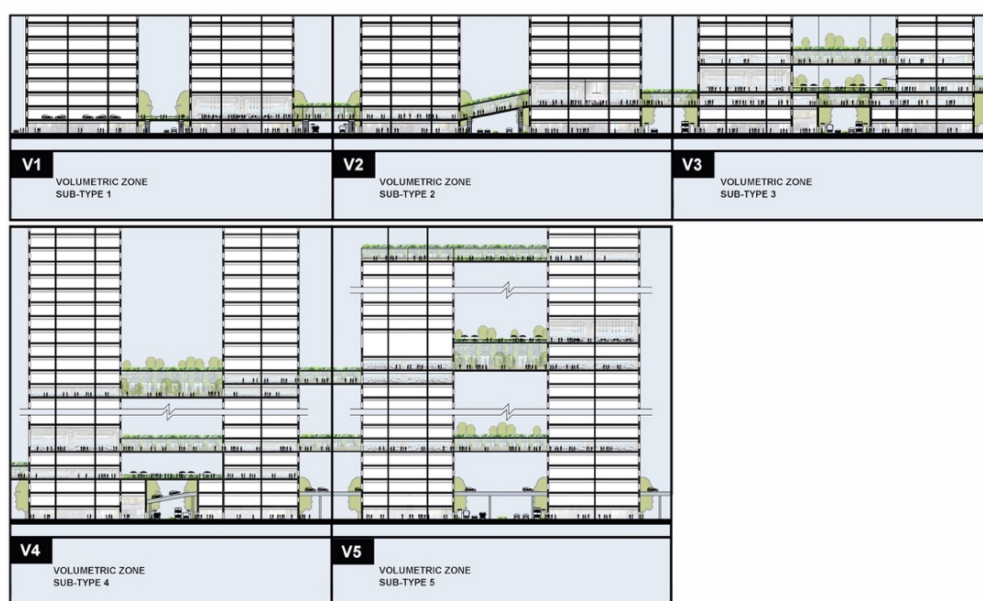 V1
VOLUMETRIC ZONE
SUB-TYPE 1
V2
VOLUMETRIC ZONE
SUB-TYPE 2
V3
VOLUMETRIC ZONE
SUB-TYPE 3
V4
VOLUMETRIC ZONE
SUB-TYPE 4
V5
VOLUMETRIC ZONE
SUB-TYPE 5